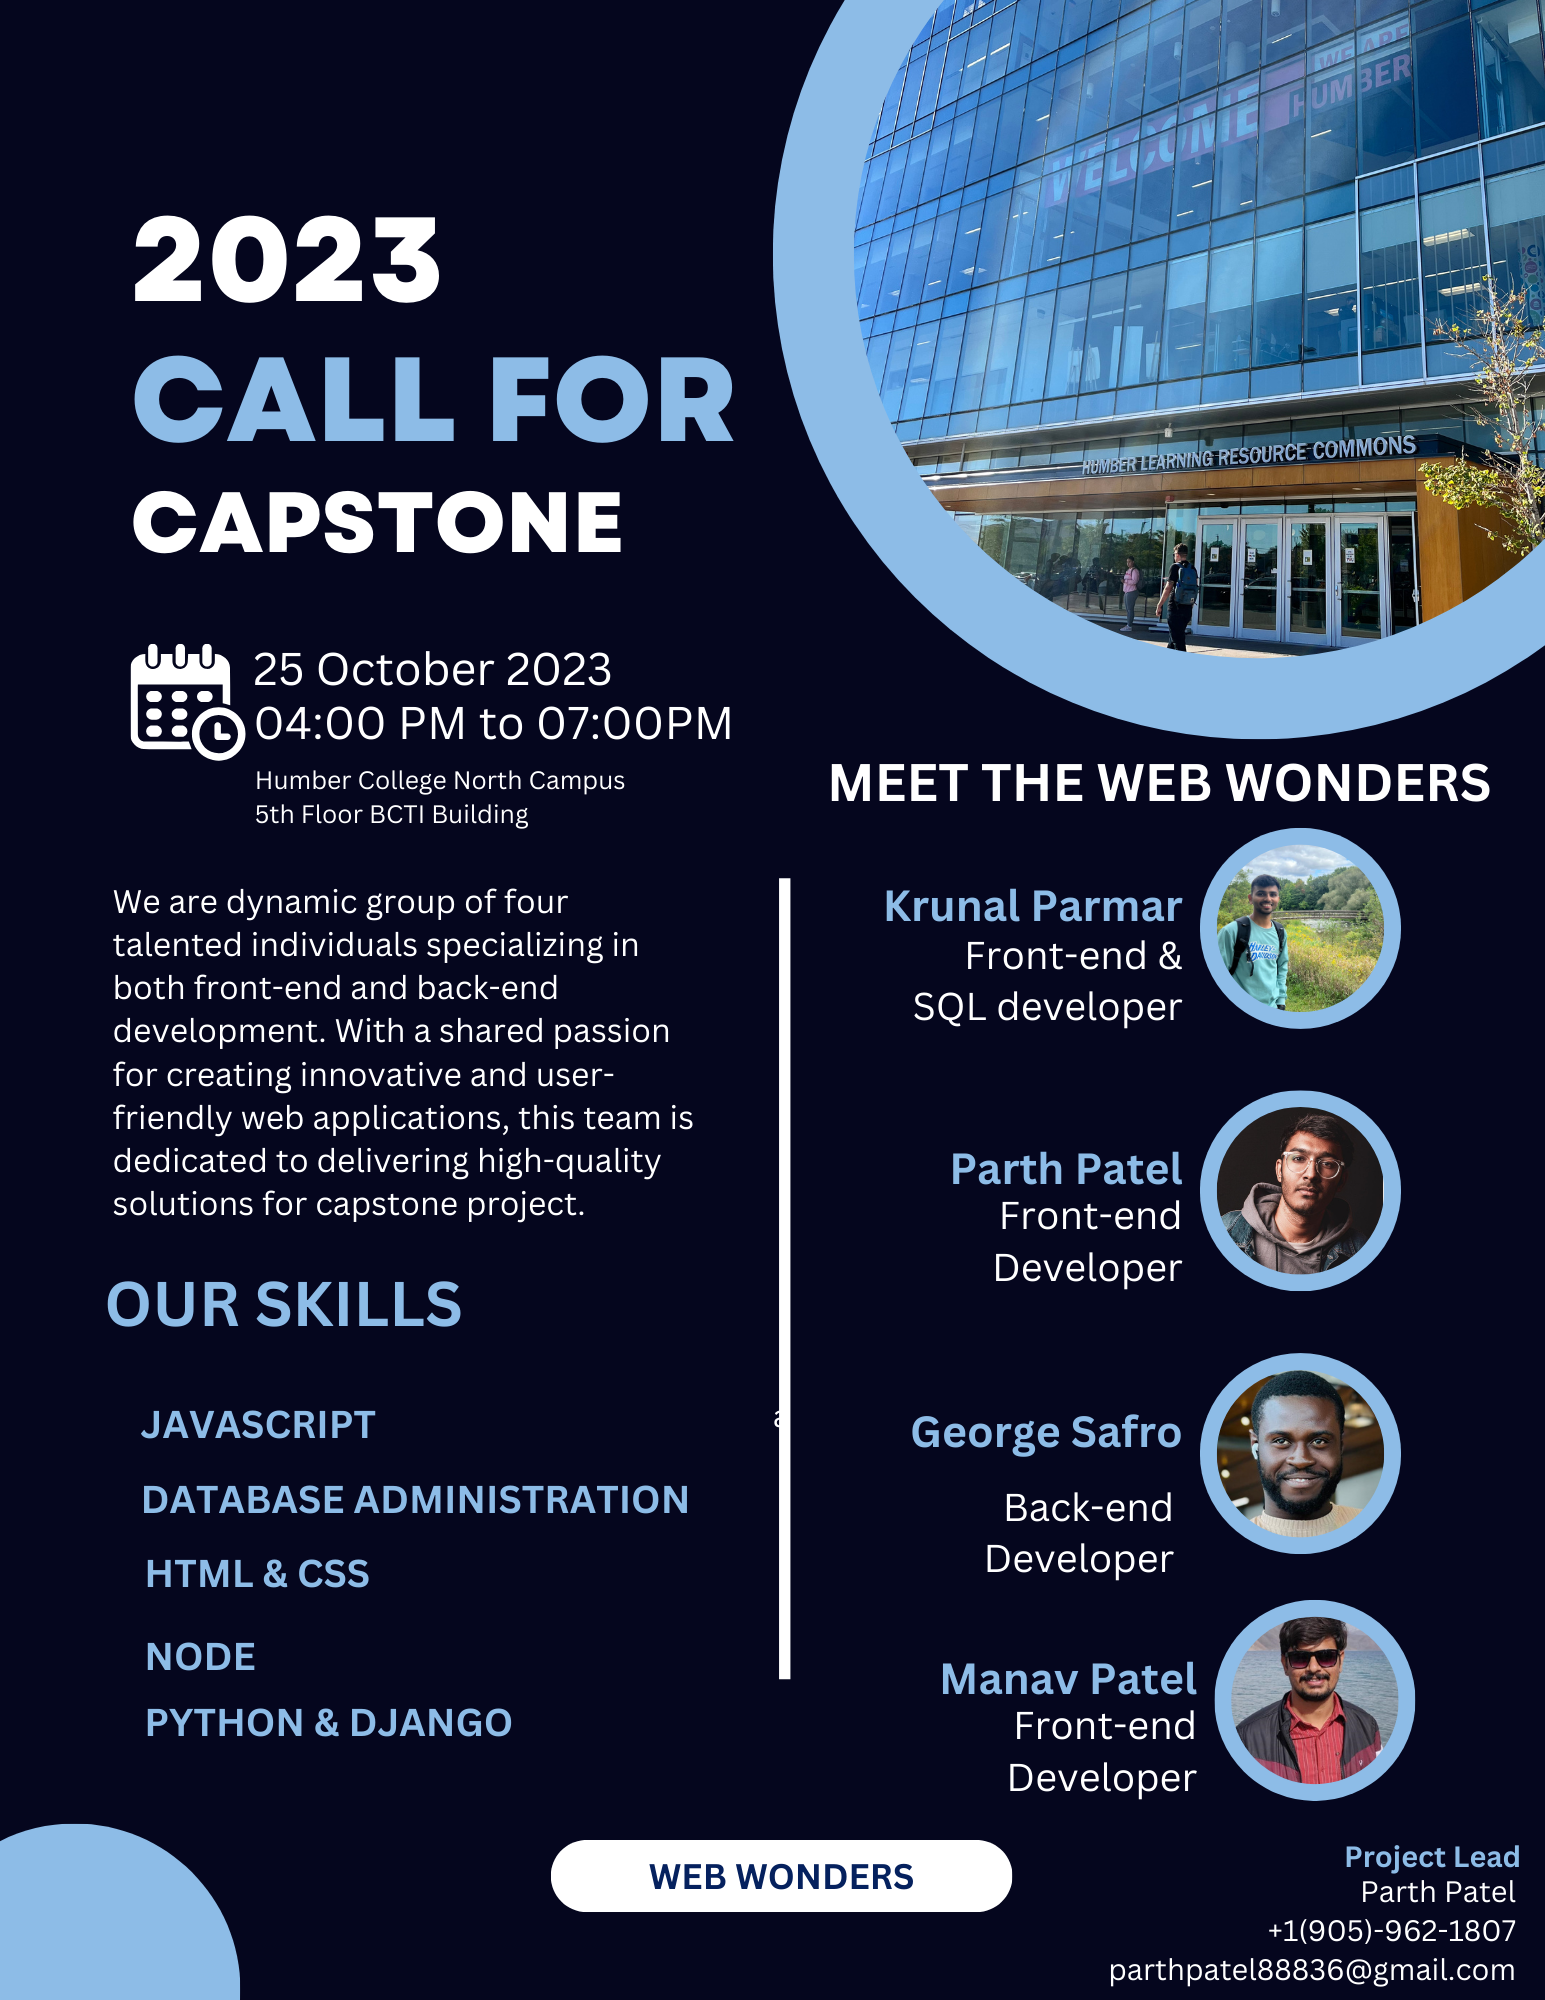 2023
CALL FOR
CAPSTONE
WELCOME
WE ARE
HUMBER
HUMBER LEARNING RESOURCE COMMONS
25 October 2023
04:00 PM to 07:00PM
Humber College North Campus
5th Floor BCTI Building
We are dynamic group of four
talented individuals specializing in
both front-end and back-end
development. With a shared passion
for creating innovative and user-
friendly web applications, this team is
dedicated to delivering high-quality
solutions for capstone project.
OUR SKILLS
JAVASCRIPT
DATABASE ADMINISTRATION
HTML & CSS
NODE
PYTHON & DJANGO
MEET THE WEB WONDERS
Krunal Parmar
Front-end &
SQL developer
Parth Patel
Front-end
Developer
George Safro
Back-end
Developer
Manav Patel
Front-end
Developer
WEB WONDERS
Project Lead
Parth Patel
+1(905)-962-1807
parthpatel88836@gmail.com